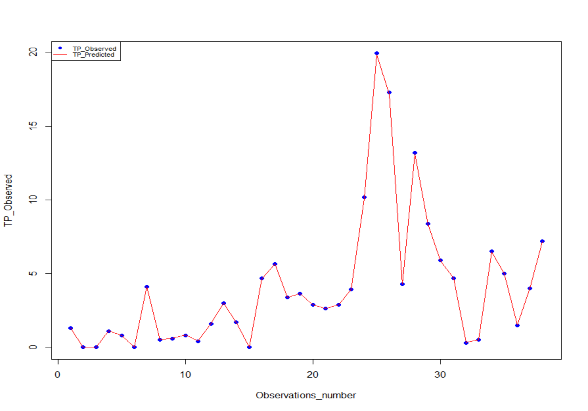 TP_Observed
TP_Predicted
20
15
10
5
0
TP_Observed
0 10 20 30
Observations_number